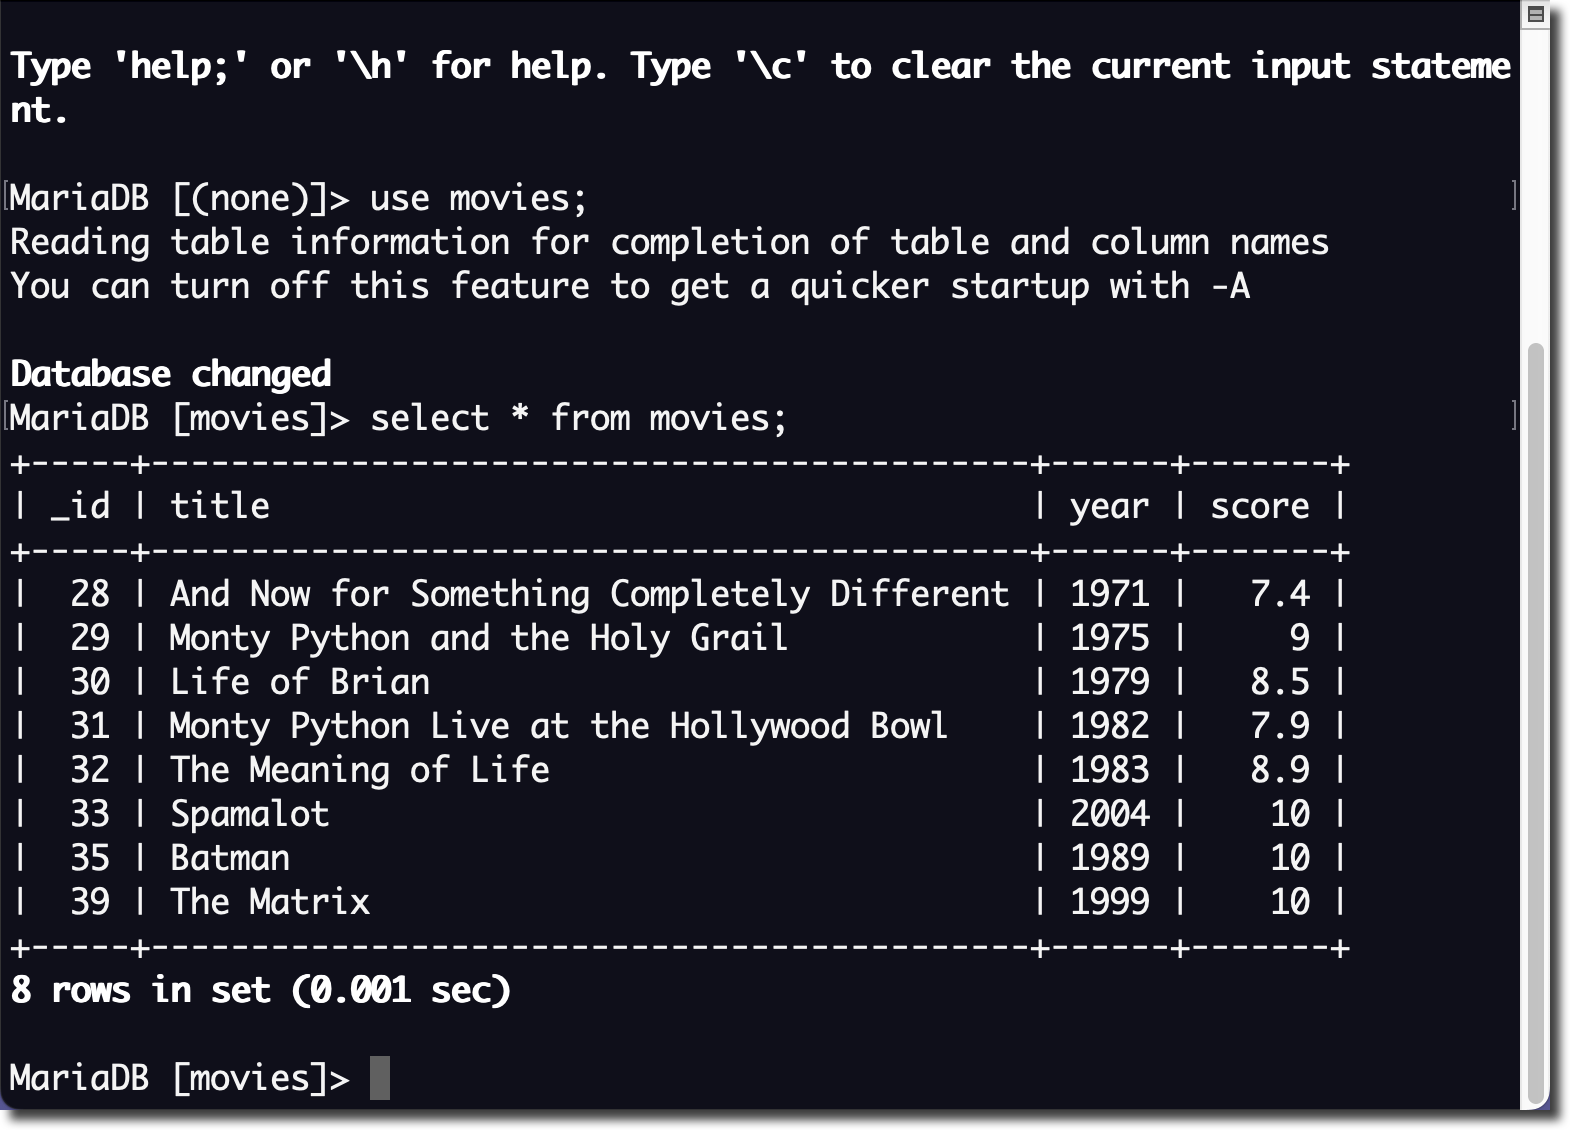 Type 'help;' or '\h' for help. Type '\c' to clear the current input stateme
nt.
MariaDB [(none)]> use movies;
Reading table information for completion of table and column names
You can turn off this feature to get a quicker startup with -A
Database changed
MariaDB [movies]> select * from movies;
+-----+--------------------------------------------+------+-------+
| _id | title                                      | year | score |
+-----+--------------------------------------------+------+-------+
|  28 | And Now for Something Completely Different | 1971 |   7.4 |
|  29 | Monty Python and the Holy Grail            | 1975 |     9 |
|  30 | Life of Brian                              | 1979 |   8.5 |
|  31 | Monty Python Live at the Hollywood Bowl    | 1982 |   7.9 |
|  32 | The Meaning of Life                        | 1983 |   8.9 |
|  33 | Spamalot                                   | 2004 |    10 |
|  35 | Batman                                     | 1989 |    10 |
|  39 | The Matrix                                 | 1999 |    10 |
+-----+--------------------------------------------+------+-------+
8 rows in set (0.001 sec)
MariaDB [movies]>